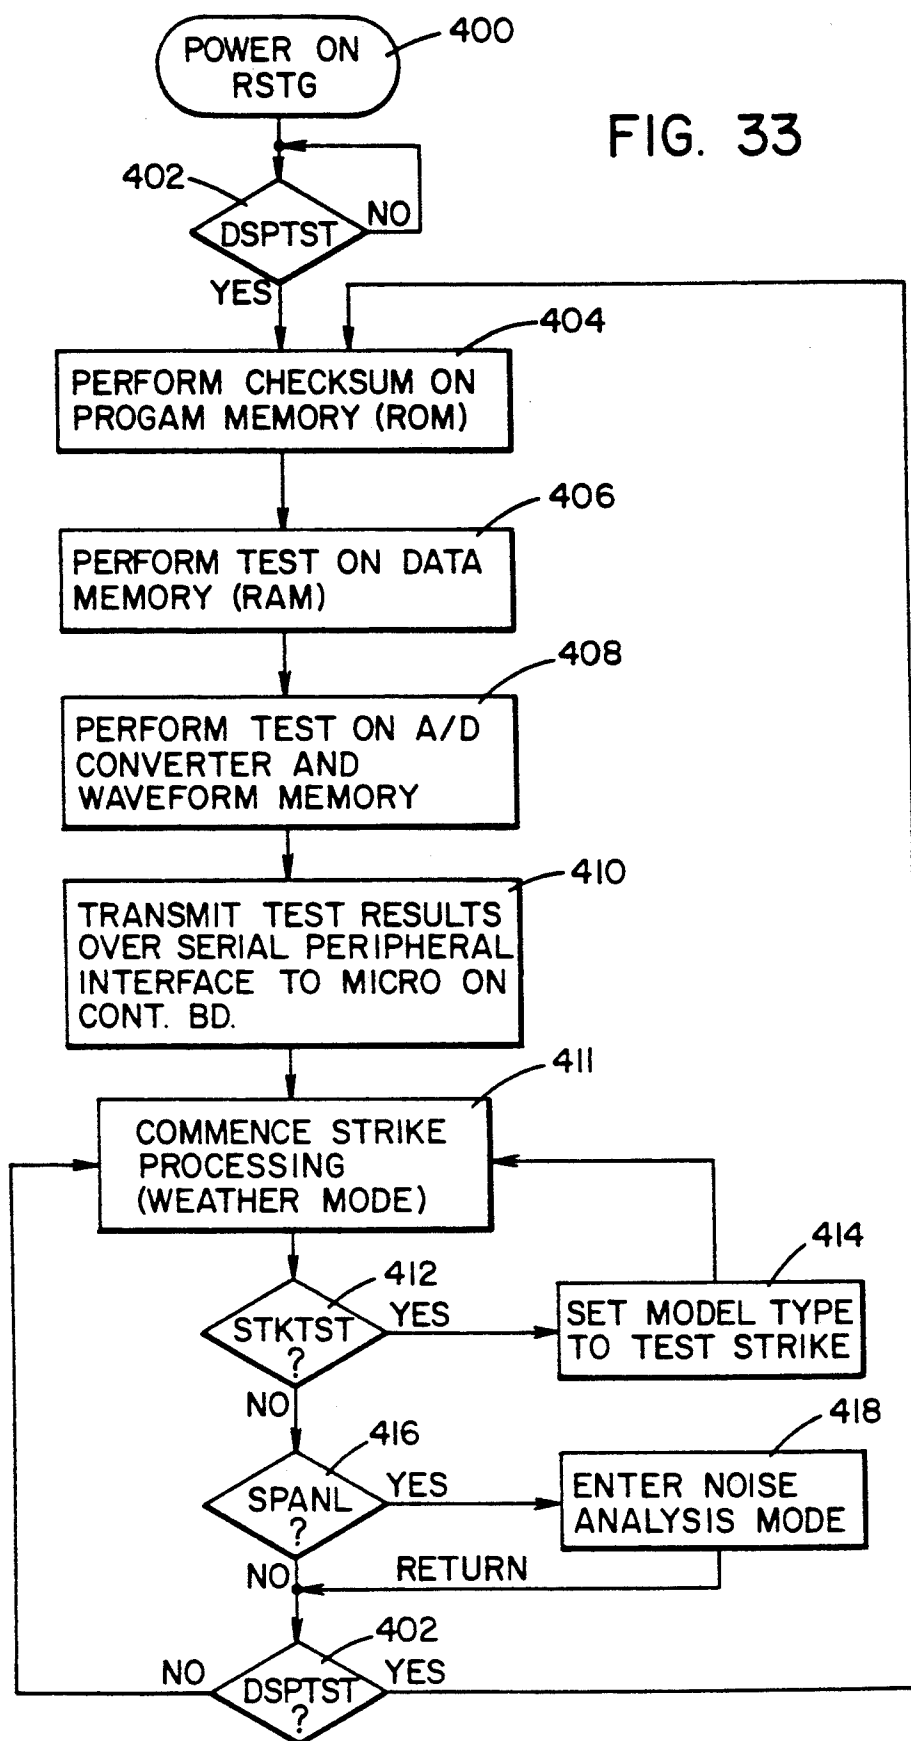 POWER ON
RSTG
400
FIG. 33
402
DSPTST
NO
YES
404
PERFORM CHECKSUM ON
PROGAM MEMORY (ROM)
406
PERFORM TEST ON DATA
MEMORY (RAM)
408
PERFORM TEST ON A/D
CONVERTER AND
WAVEFORM MEMORY
410
TRANSMIT TEST RESULTS
OVER SERIAL PERIPHERAL
INTERFACE TO MICRO ON
CONT. BD.
411
COMMENCE STRIKE
PROCESSING
(WEATHER MODE)
412
STKTST
?
YES
NO
414
SET MODEL TYPE
TO TEST STRIKE
416
SPANL
?
YES
NO
418
ENTER NOISE
ANALYSIS MODE
RETURN
402
DSPTST
?
NO
YES